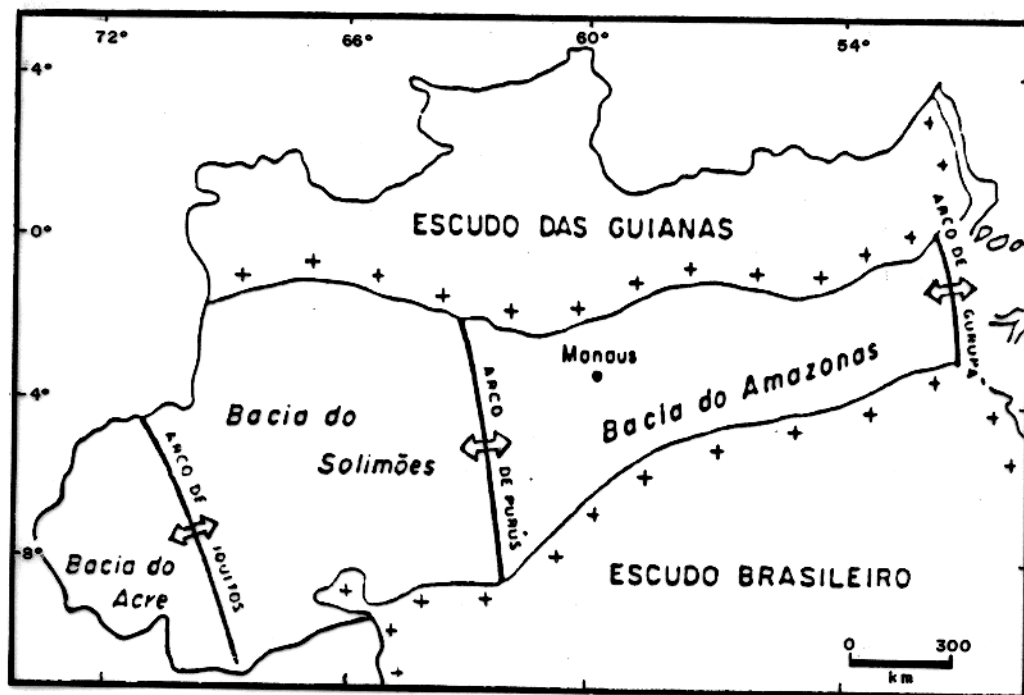 72° 66° 60° 54°
4°
ESCUDO DAS GUIANAS
0°
ARCO DE GURUPÁ
Manaus
Bacia do Amazonas
4°
Bacia do
Solimões
ARCO DE PURUS
ARCO DE IQUITOS
8°
Bacia do
Acre
ESCUDO BRASILEIRO
0 300
km